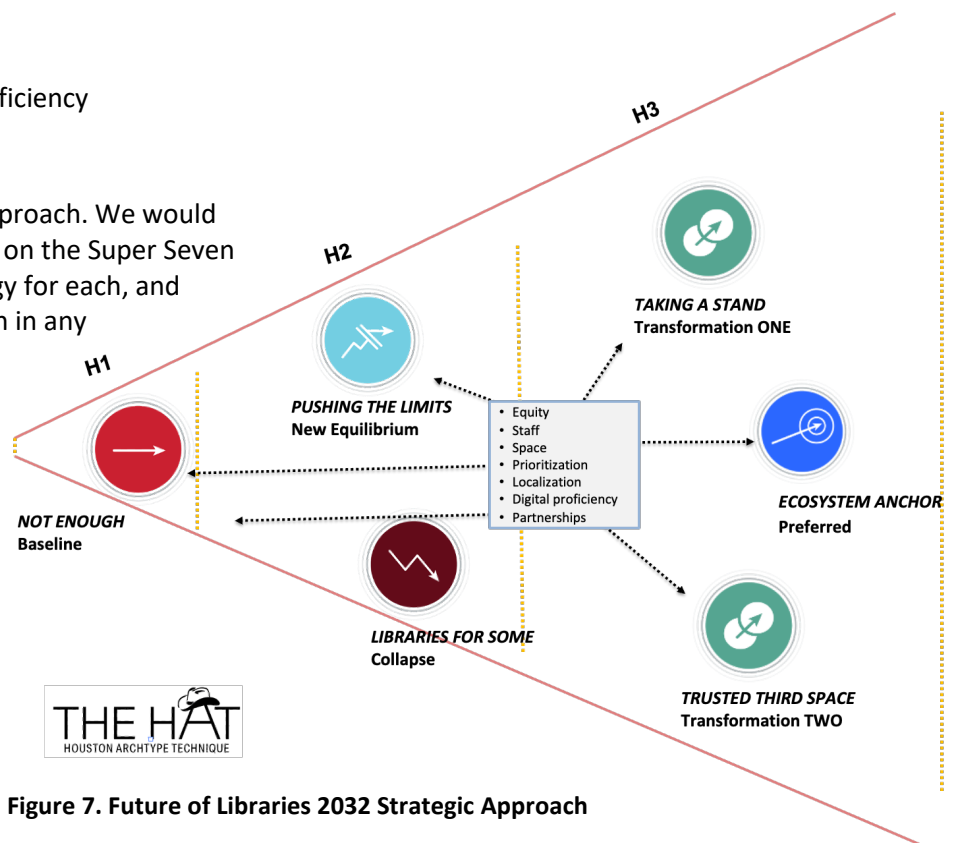 ficiency
proach. We would
on the Super Seven
gy for each, and
n in any
H1
H2
H3
TAKING A STAND
Transformation ONE
PUSHING THE LIMITS
New Equilibrium
• Equity
• Staff
• Space
• Prioritization
• Localization
• Digital proficiency
• Partnerships
ECOSYSTEM ANCHOR
Preferred
NOT ENOUGH
Baseline
LIBRARIES FOR SOME
Collapse
TRUSTED THIRD SPACE
Transformation TWO
THE HAT
HOUSTON ARCHTYPE TECHNIQUE
Figure 7. Future of Libraries 2032 Strategic Approach